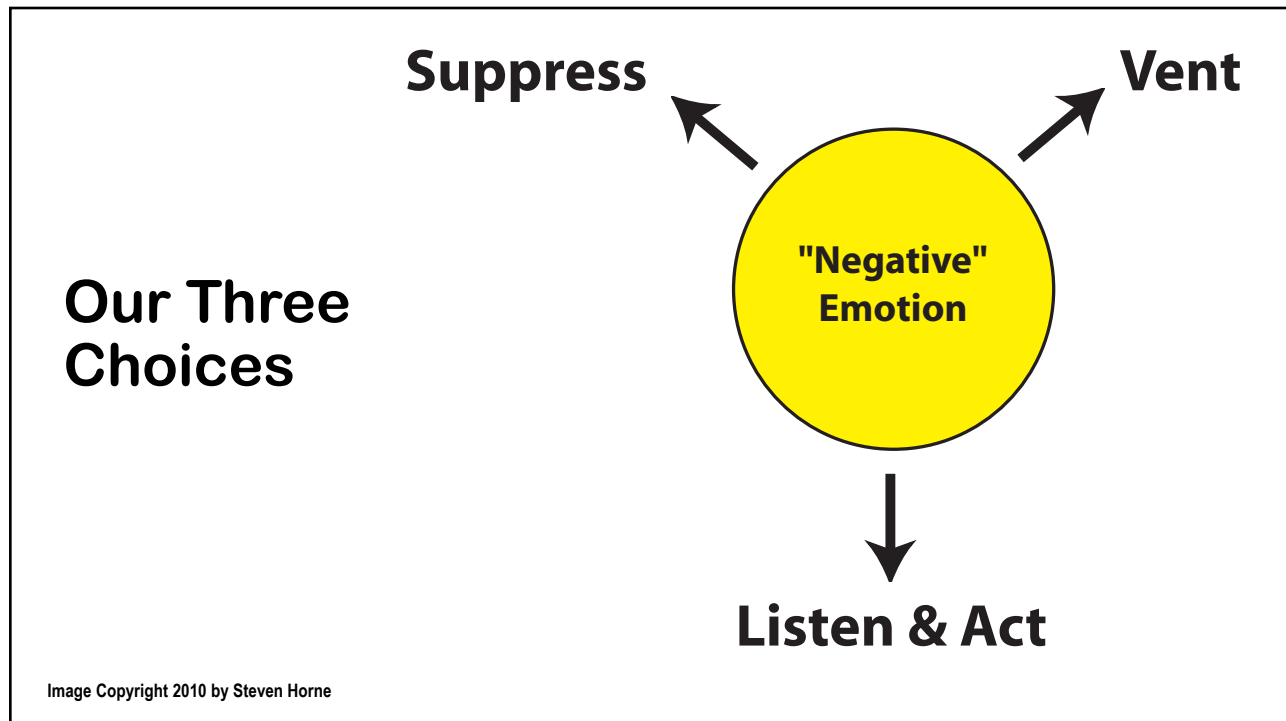 Suppress
Vent
"Negative"
Emotion
Our Three
Choices
Listen & Act
Image Copyright 2010 by Steven Horne